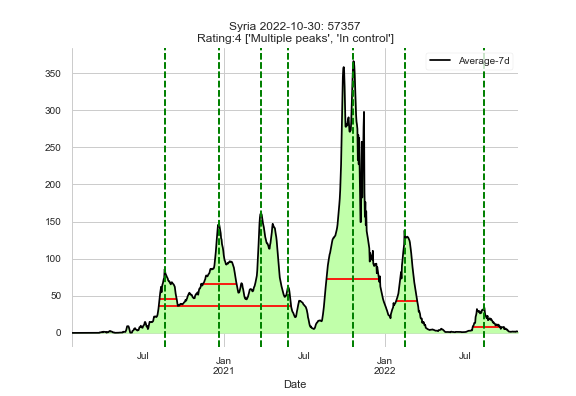 Syria 2022-10-30: 57357
Rating:4 ['Multiple peaks', 'In control']
Average-7d
350
300
250
200
150
100
50
0
Jul
Jan
2021
Jul
Jan
2022
Jul
Date